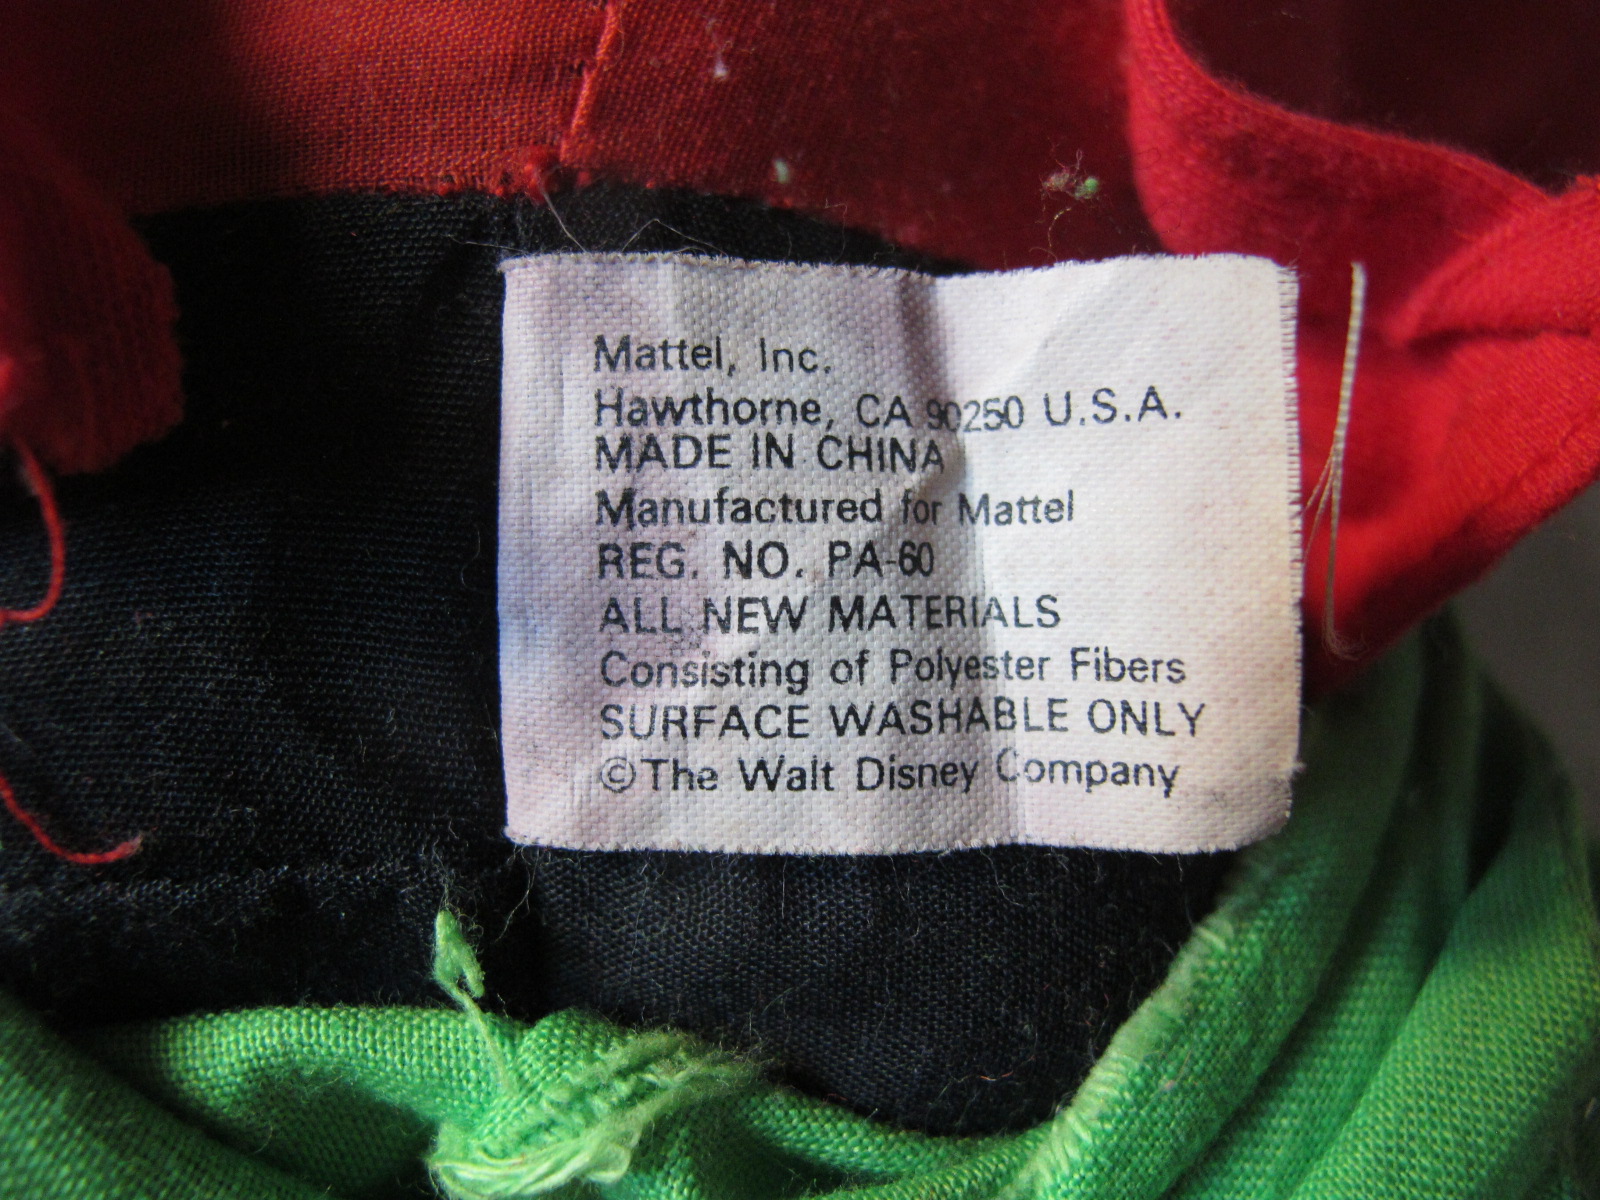 Mattel, Inc.
Hawthorne, CA 90250 U.S.A.
MADE IN CHINA
Manufactured for Mattel
REG. NO. PA-60
ALL NEW MATERIALS
Consisting of Polyester Fibers
SURFACE WASHABLE ONLY
©The Walt Disney Company